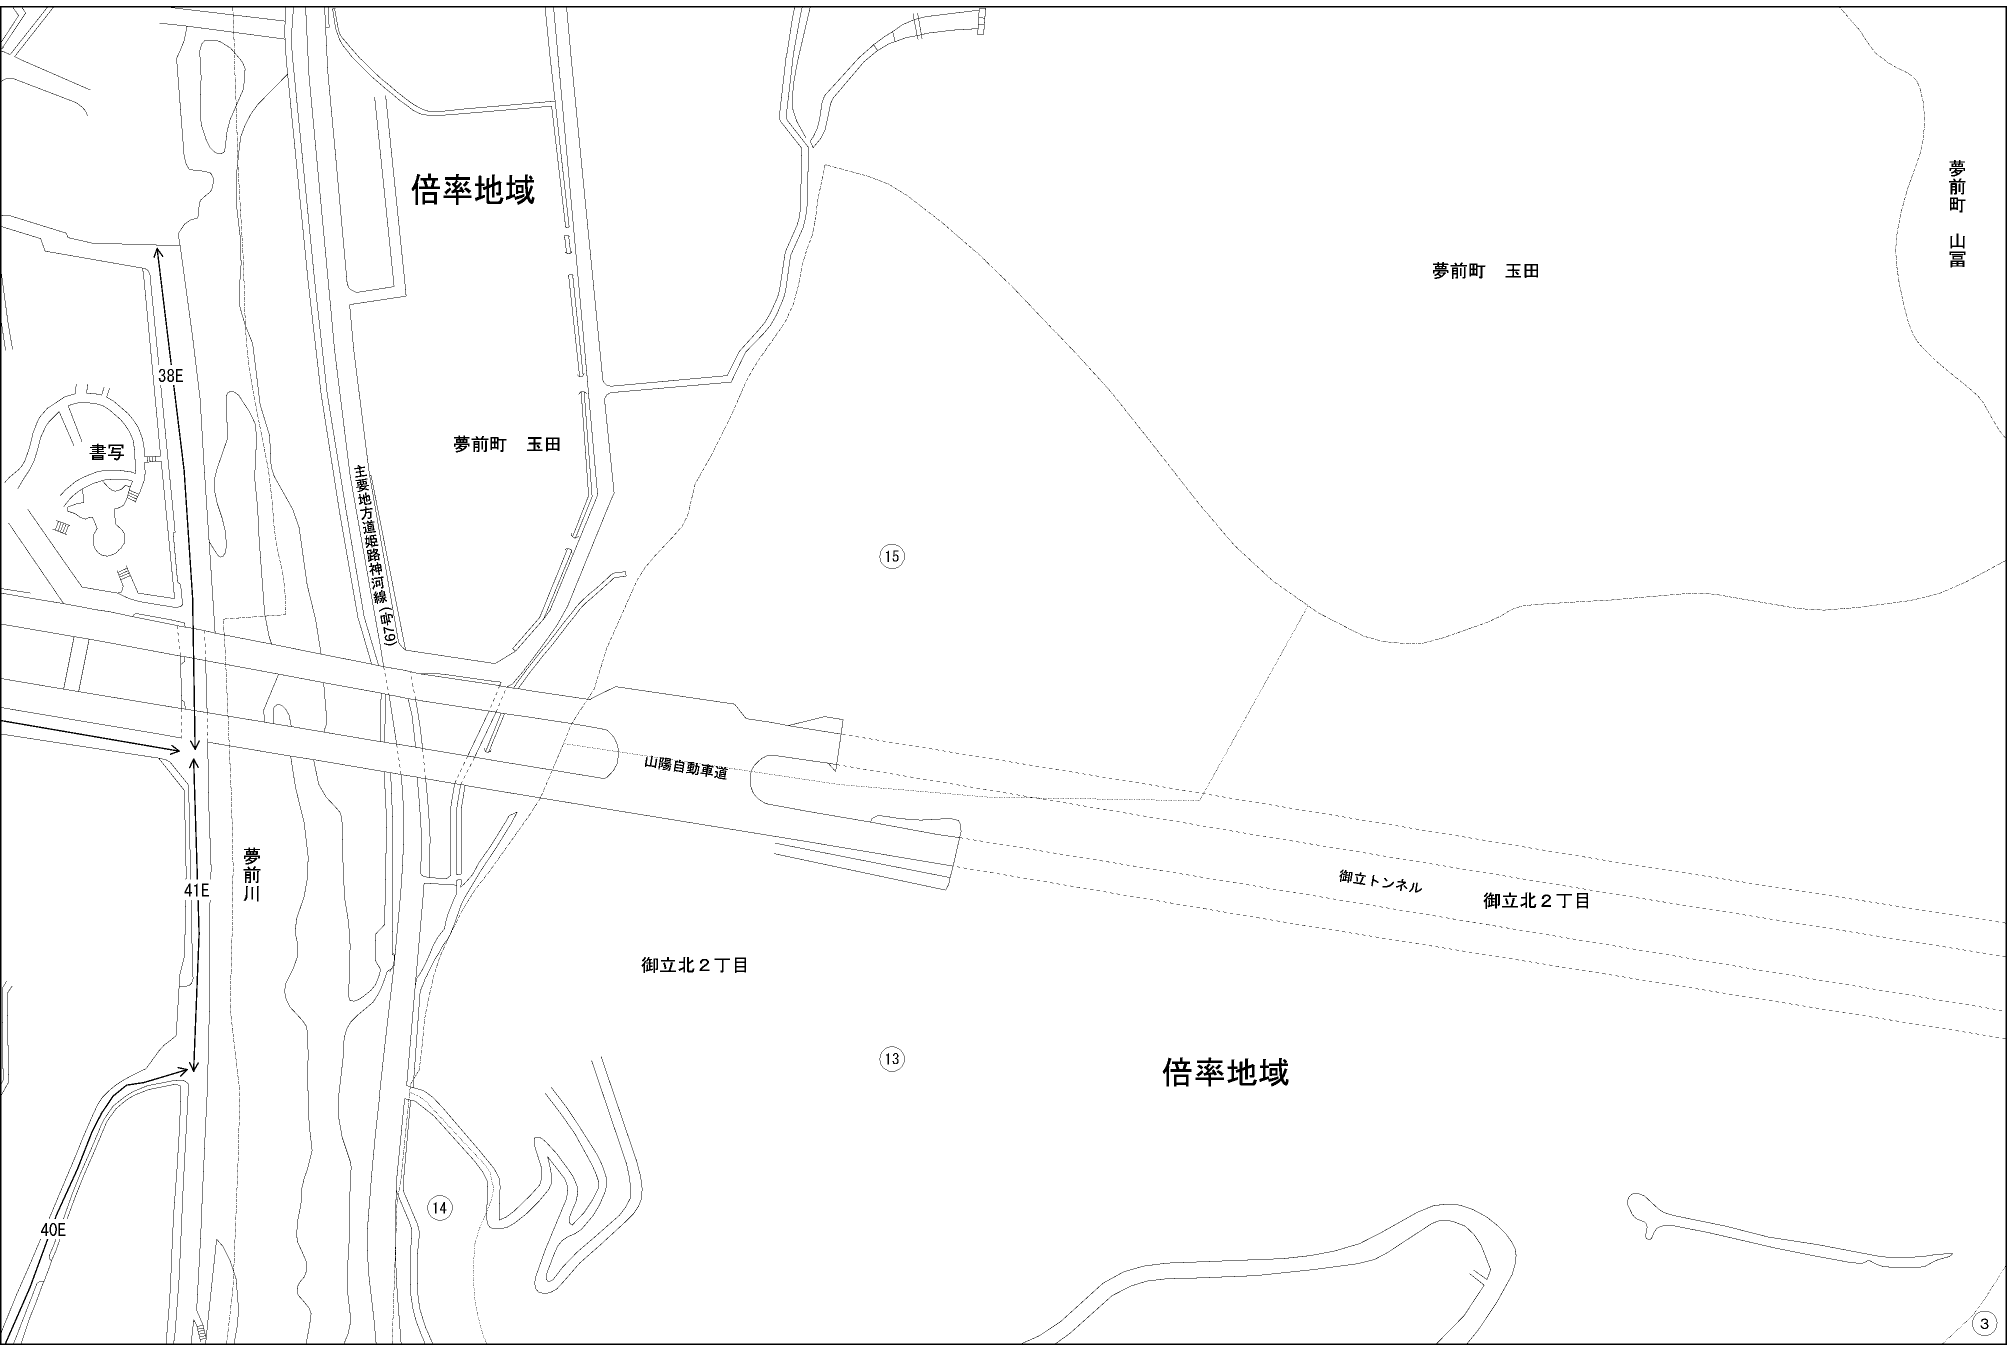 倍率地域
夢前町 山冨
夢前町 玉田
38E
夢前町 玉田
書写
主要地方道姫路神河線(号67)
15
山陽自動車道
夢前川
41E
御立トンネル
御立北2丁目
御立北2丁目
13
倍率地域
14
40E
3